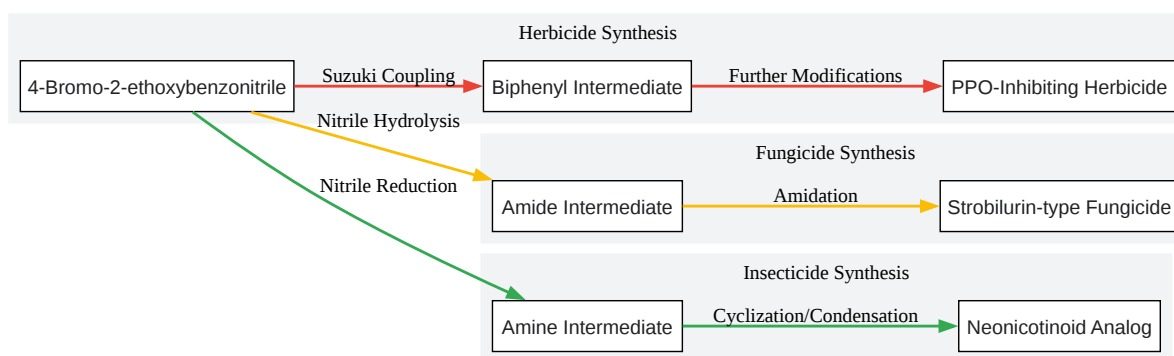 Herbicide Synthesis
4-Bromo-2-ethoxybenzonitrile
Suzuki Coupling
Biphenyl Intermediate
Further Modifications
PPO-Inhibiting Herbicide
Nitrile Hydrolysis
Fungicide Synthesis
Nitrile Reduction
Amide Intermediate
Amidation
Strobilurin-type Fungicide
Insecticide Synthesis
Amine Intermediate
Cyclization/Condensation
Neonicotinoid Analog